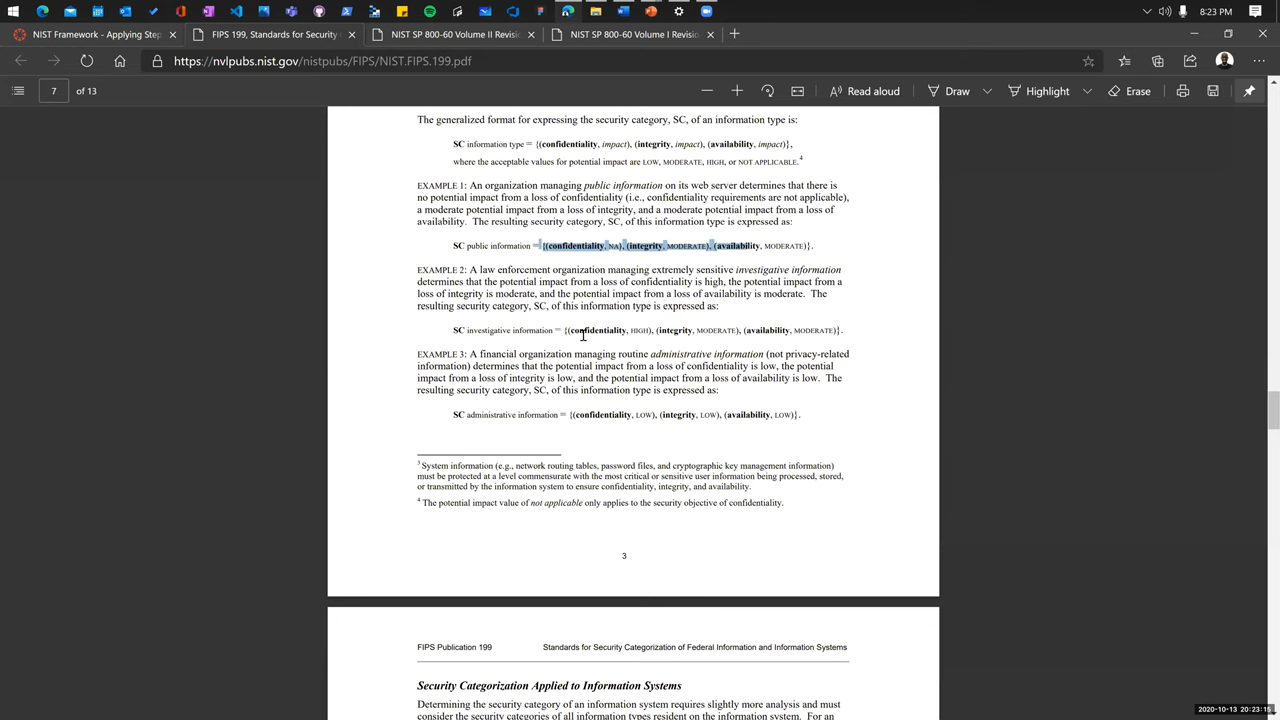 8:23 PM
NIST Framework - Applying Step
FIPS 199, Standards for Security
NIST SP 800-60 Volume II Revisio
NIST SP 800-60 Volume I Revisio
https://nvlpubs.nist.gov/nistpubs/FIPS/NIST.FIPS.199.pdf
7 of 13
Read aloud
Draw
Highlight
Erase
The generalized format for expressing the security category, SC, of an information type is:
SC information type = {(confidentiality, impact), (integrity, impact), (availability, impact)},
where the acceptable values for potential impact are LOW, MODERATE, HIGH, or NOT APPLICABLE.4
EXAMPLE 1: An organization managing public information on its web server determines that there is
no potential impact from a loss of confidentiality (i.e., confidentiality requirements are not applicable),
a moderate potential impact from a loss of integrity, and a moderate potential impact from a loss of
availability. The resulting security category, SC, of this information type is expressed as:
SC public information = {(confidentiality, NA), (integrity, MODERATE), (availability, MODERATE)}.
EXAMPLE 2: A law enforcement organization managing extremely sensitive investigative information
determines that the potential impact from a loss of confidentiality is high, the potential impact from a
loss of integrity is moderate, and the potential impact from a loss of availability is moderate. The
resulting security category, SC, of this information type is expressed as:
SC investigative information = {(confidentiality, HIGH), (integrity, MODERATE), (availability, MODERATE)}.
EXAMPLE 3: A financial organization managing routine administrative information (not privacy-related
information) determines that the potential impact from a loss of confidentiality is low, the potential
impact from a loss of integrity is low, and the potential impact from a loss of availability is low. The
resulting security category, SC, of this information type is expressed as:
SC administrative information = {(confidentiality, LOW), (integrity, LOW), (availability, LOW)}.
3 System information (e.g., network routing tables, password files, and cryptographic key management information)
must be protected at a level commensurate with the most critical or sensitive user information being processed, stored,
or transmitted by the information system to ensure confidentiality, integrity, and availability.
4 The potential impact value of not applicable only applies to the security objective of confidentiality.
3
FIPS Publication 199
Standards for Security Categorization of Federal Information and Information Systems
Security Categorization Applied to Information Systems
Determining the security category of an information system requires slightly more analysis and must
consider the security categories of all information types resident on the information system. For an
2020-10-13 20:23:15